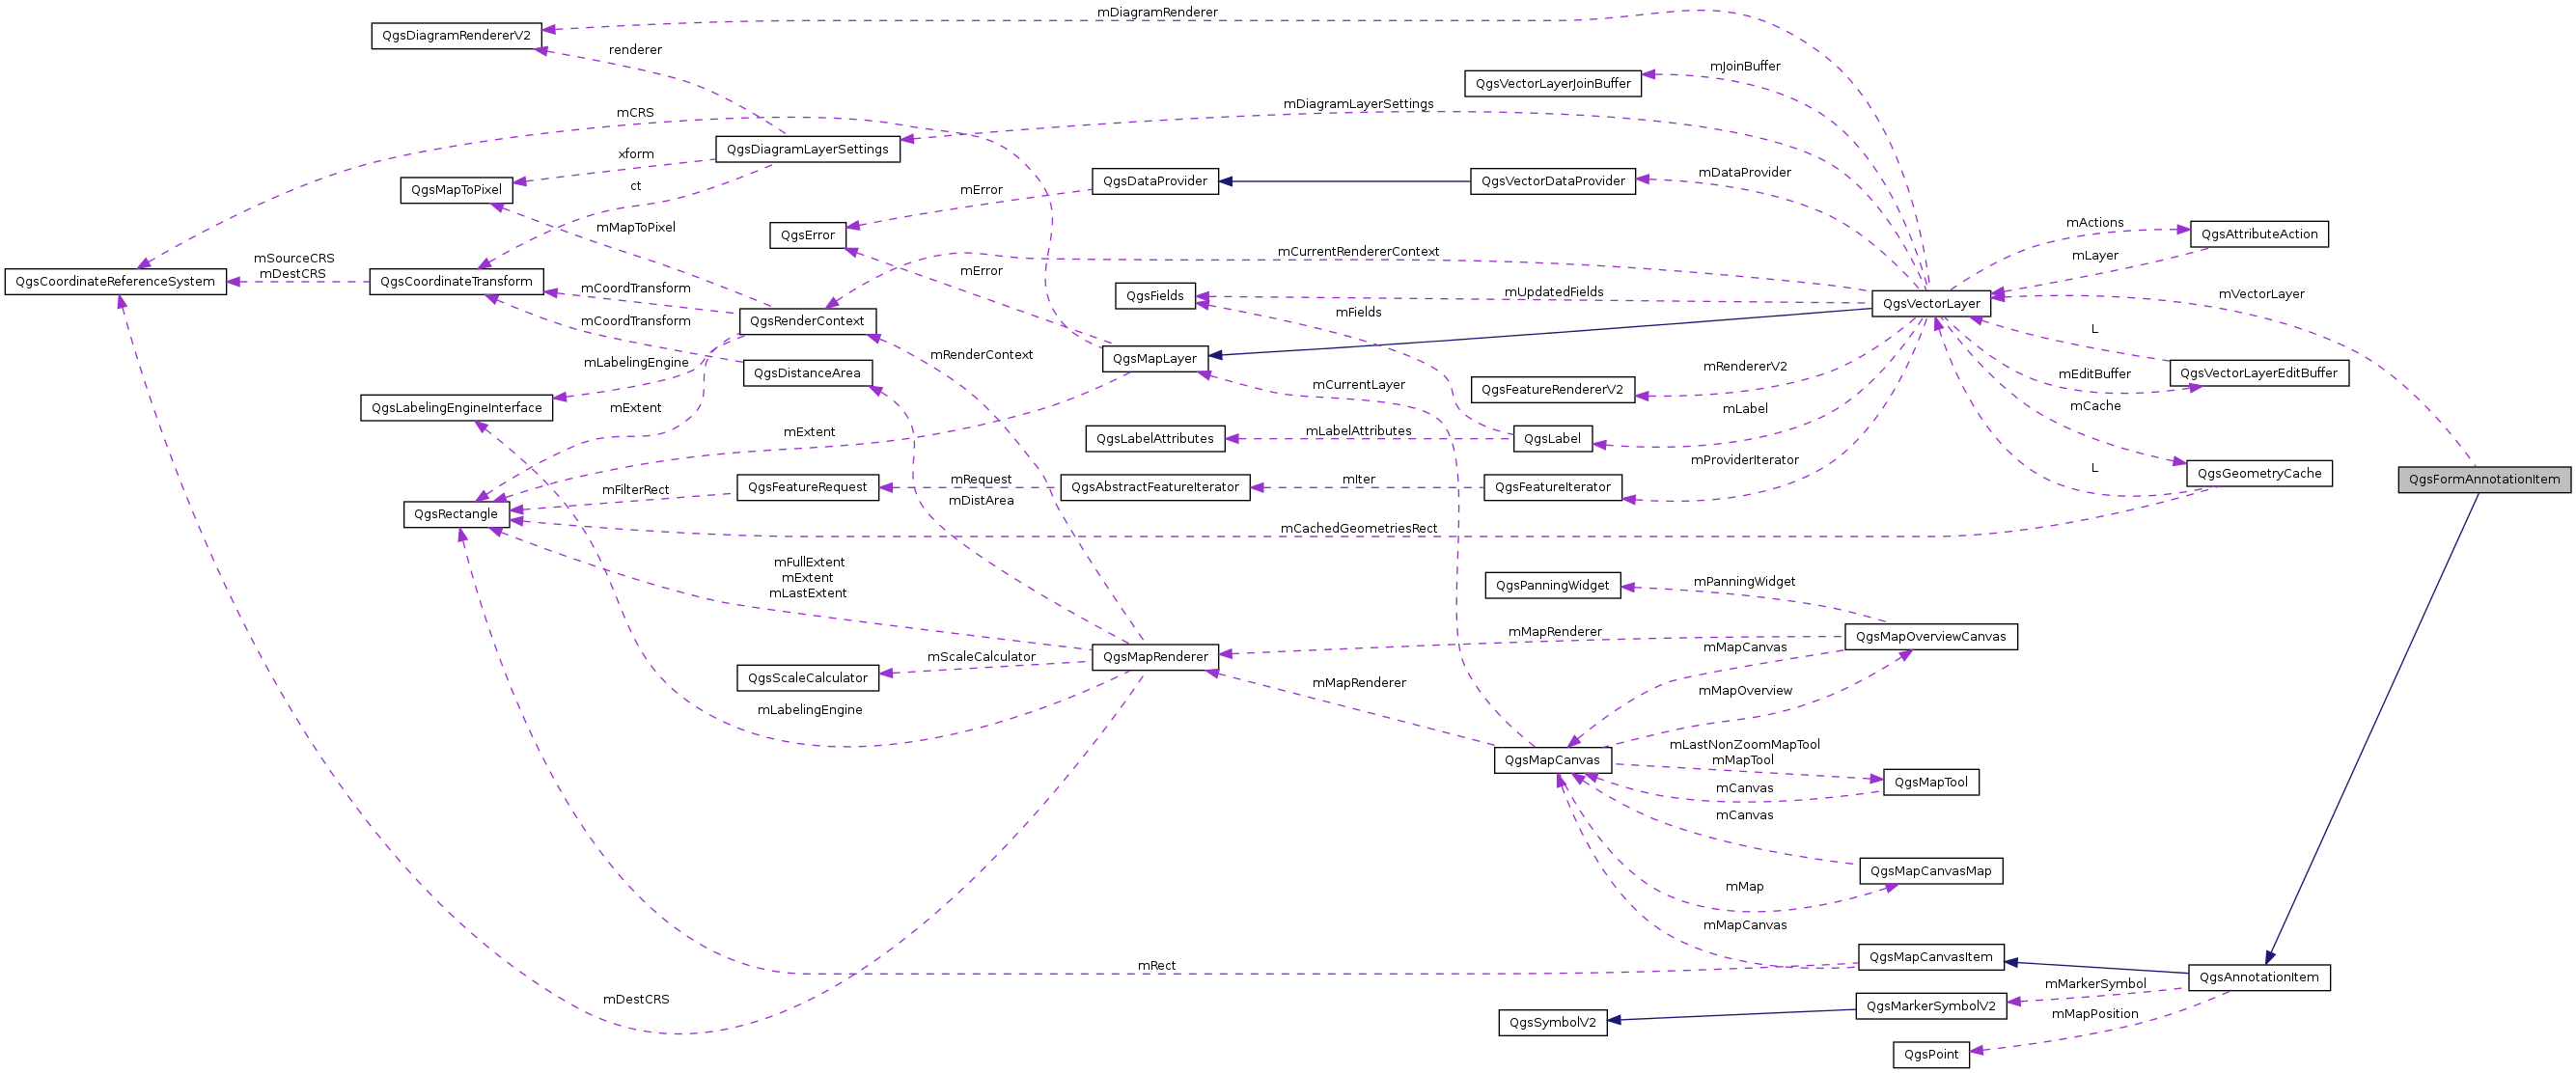 mDiagramRenderer
QgsDiagramRendererV2
renderer
mJoinBuffer
QgsVectorLayerJoinBuffer
mDiagramLayerSettings
mCRS
QgsDiagramLayerSettings
xform
mDataProvider
QgsMapToPixel
ct
mError
QgsDataProvider
QgsVectorDataProvider
mMapToPixel
QgsError
mActions
QgsAttributeAction
mSourceCRS
mDestCRS
mCurrentRendererContext
mLayer
QgsCoordinateReferenceSystem
QgsCoordinateTransform
mError
mCoordTransform
QgsFields
mUpdatedFields
QgsVectorLayer
mVectorLayer
mCoordTransform
QgsRenderContext
mFields
L
mRenderContext
QgsMapLayer
mLabelingEngine
QgsDistanceArea
mRendererV2
mEditBuffer
QgsVectorLayerEditBuffer
mCurrentLayer
QgsFeatureRendererV2
QgsLabelingEngineInterface
mExtent
mLabel
mCache
mExtent
QgsLabelAttributes
mLabelAttributes
QgsLabel
mProviderIterator
L
QgsGeometryCache
mFilterRect
QgsFeatureRequest
mRequest
QgsAbstractFeatureIterator
mIter
QgsFeatureIterator
QgsFormAnnotationItem
mDistArea
QgsRectangle
mCachedGeometriesRect
mFullExtent
mExtent
mLastExtent
QgsPanningWidget
mPanningWidget
mMapRenderer
QgsMapOverviewCanvas
QgsMapRenderer
mScaleCalculator
mMapCanvas
QgsScaleCalculator
mMapRenderer
mMapOverview
mLabelingEngine
mLastNonZoomMapTool
mMapTool
QgsMapCanvas
QgsMapTool
mCanvas
mCanvas
QgsMapCanvasMap
mMap
mMapCanvas
mRect
QgsMapCanvasItem
QgsAnnotationItem
mMarkerSymbol
mDestCRS
QgsMarkerSymbolV2
mMapPosition
QgsSymbolV2
QgsPoint